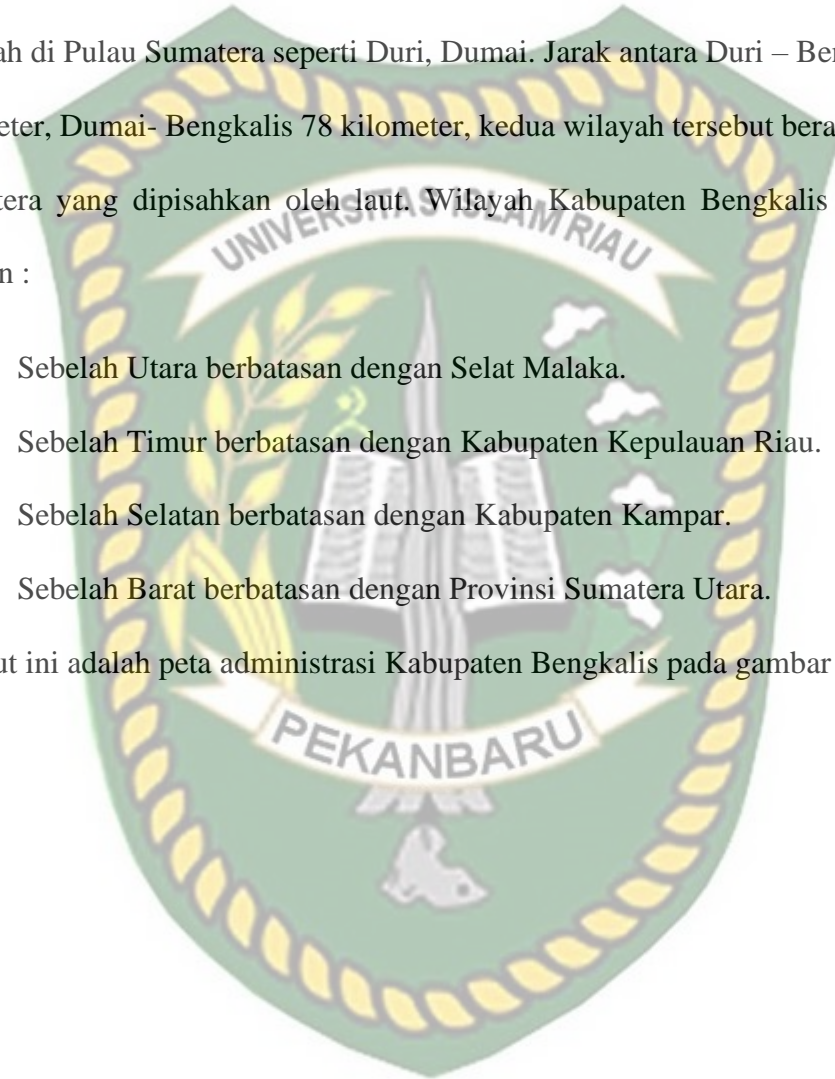 ah di Pulau Sumatera seperti Duri, Dumai. Jarak antara Duri – Ben
eter, Dumai- Bengkalis 78 kilometer, kedua wilayah tersebut bera
tera yang dipisahkan oleh laut. Wilayah Kabupaten Bengkalis
UNIVERSITAS ISLAM RIAU
n :
Sebelah Utara berbatasan dengan Selat Malaka.
Sebelah Timur berbatasan dengan Kabupaten Kepulauan Riau.
Sebelah Selatan berbatasan dengan Kabupaten Kampar.
Sebelah Barat berbatasan dengan Provinsi Sumatera Utara.
ut ini adalah peta administrasi Kabupaten Bengkalis pada gambar
PEKANBARU